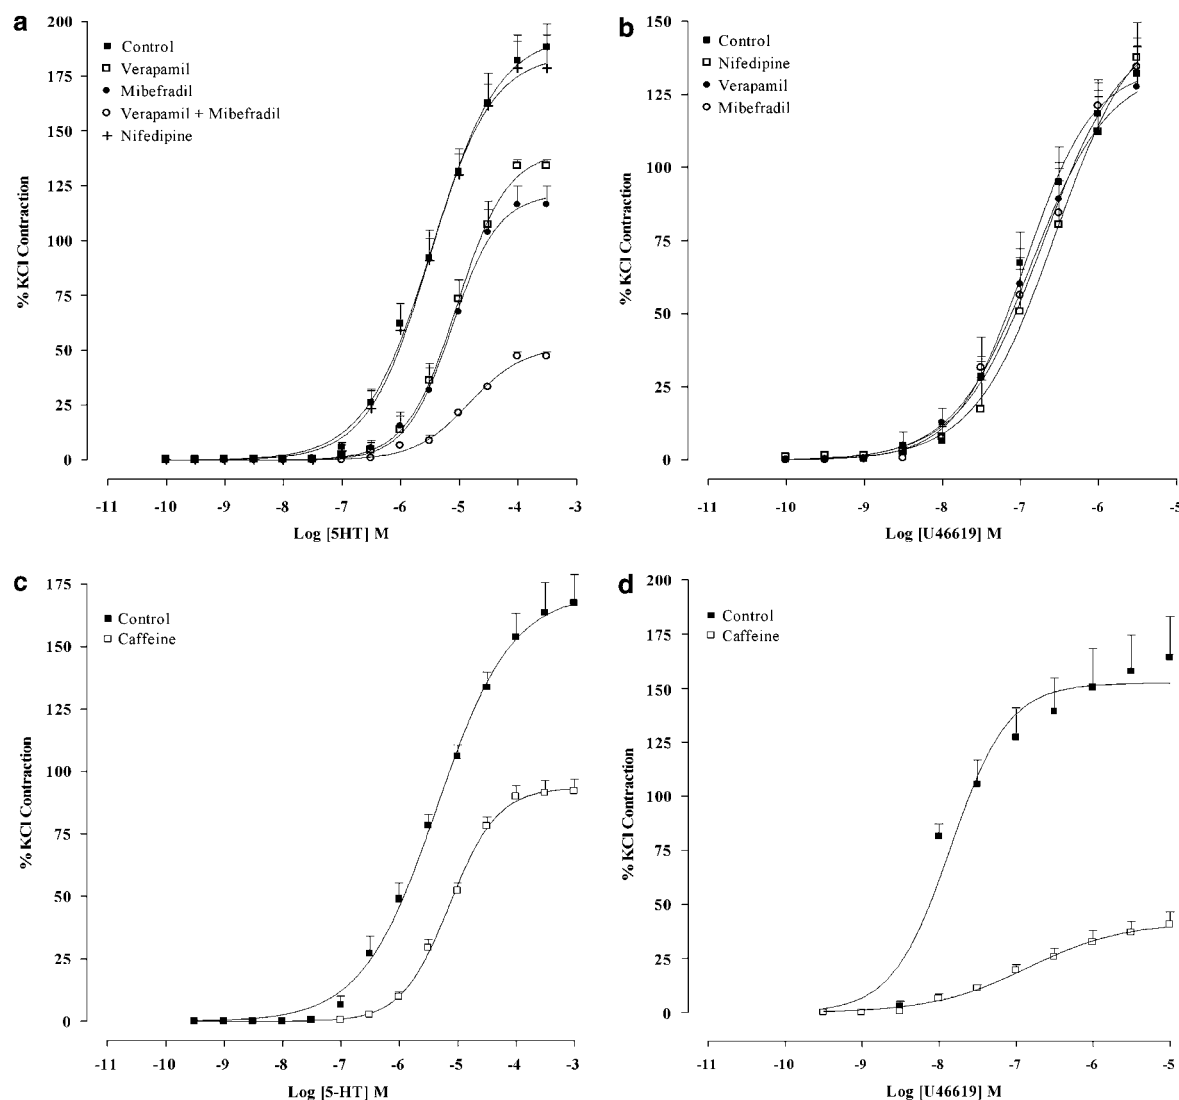 a
200
175
150
125
100
75
50
25
0
% KCl Contraction
Control
Verapamil
Mibefradil
Verapamil + Mibefradil
Nifedipine
-11 -10 -9 -8 -7 -6 -5 -4 -3
Log [5HT] M
b
150
125
100
75
50
25
0
% KCl Contraction
Control
Nifedipine
Verapamil
Mibefradil
-11 -10 -9 -8 -7 -6 -5
Log [U46619] M
c
175
150
125
100
75
50
25
0
% KCl Contraction
Control
Caffeine
-11 -10 -9 -8 -7 -6 -5 -4 -3
Log [5-HT] M
d
200
175
150
125
100
75
50
25
0
% KCl Contraction
Control
Caffeine
-11 -10 -9 -8 -7 -6 -5
Log [U46619] M